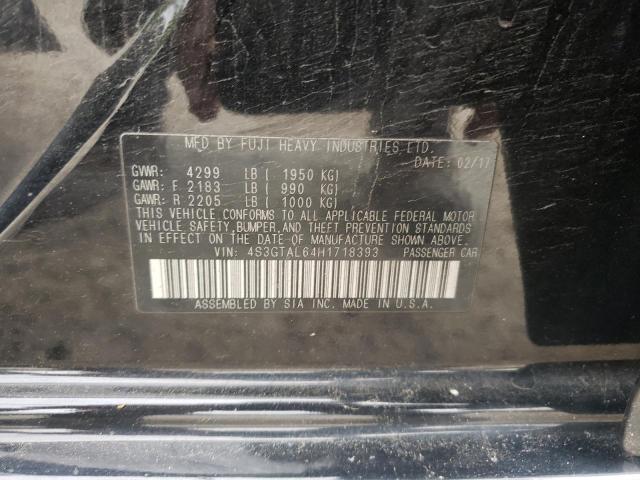 MFD BY FUJI HEAVY INDUSTRIES LTD.
DATE: 02/17
GVWR: 4299 LB ( 1950 KG)
GAWR: F 2183 LB ( 990 KG)
GAWR: R 2205 LB ( 1000 KG)
THIS VEHICLE CONFORMS TO ALL APPLICABLE FEDERAL MOTOR
VEHICLE SAFETY, BUMPER, AND THEFT PREVENTION STANDARDS
IN EFFECT ON THE DATE OF MANUFACTURE SHOWN ABOVE.
VIN: 4S3GTAL64H1718393 PASSENGER CAR
ASSEMBLED BY SIA INC. MADE IN U.S.A.